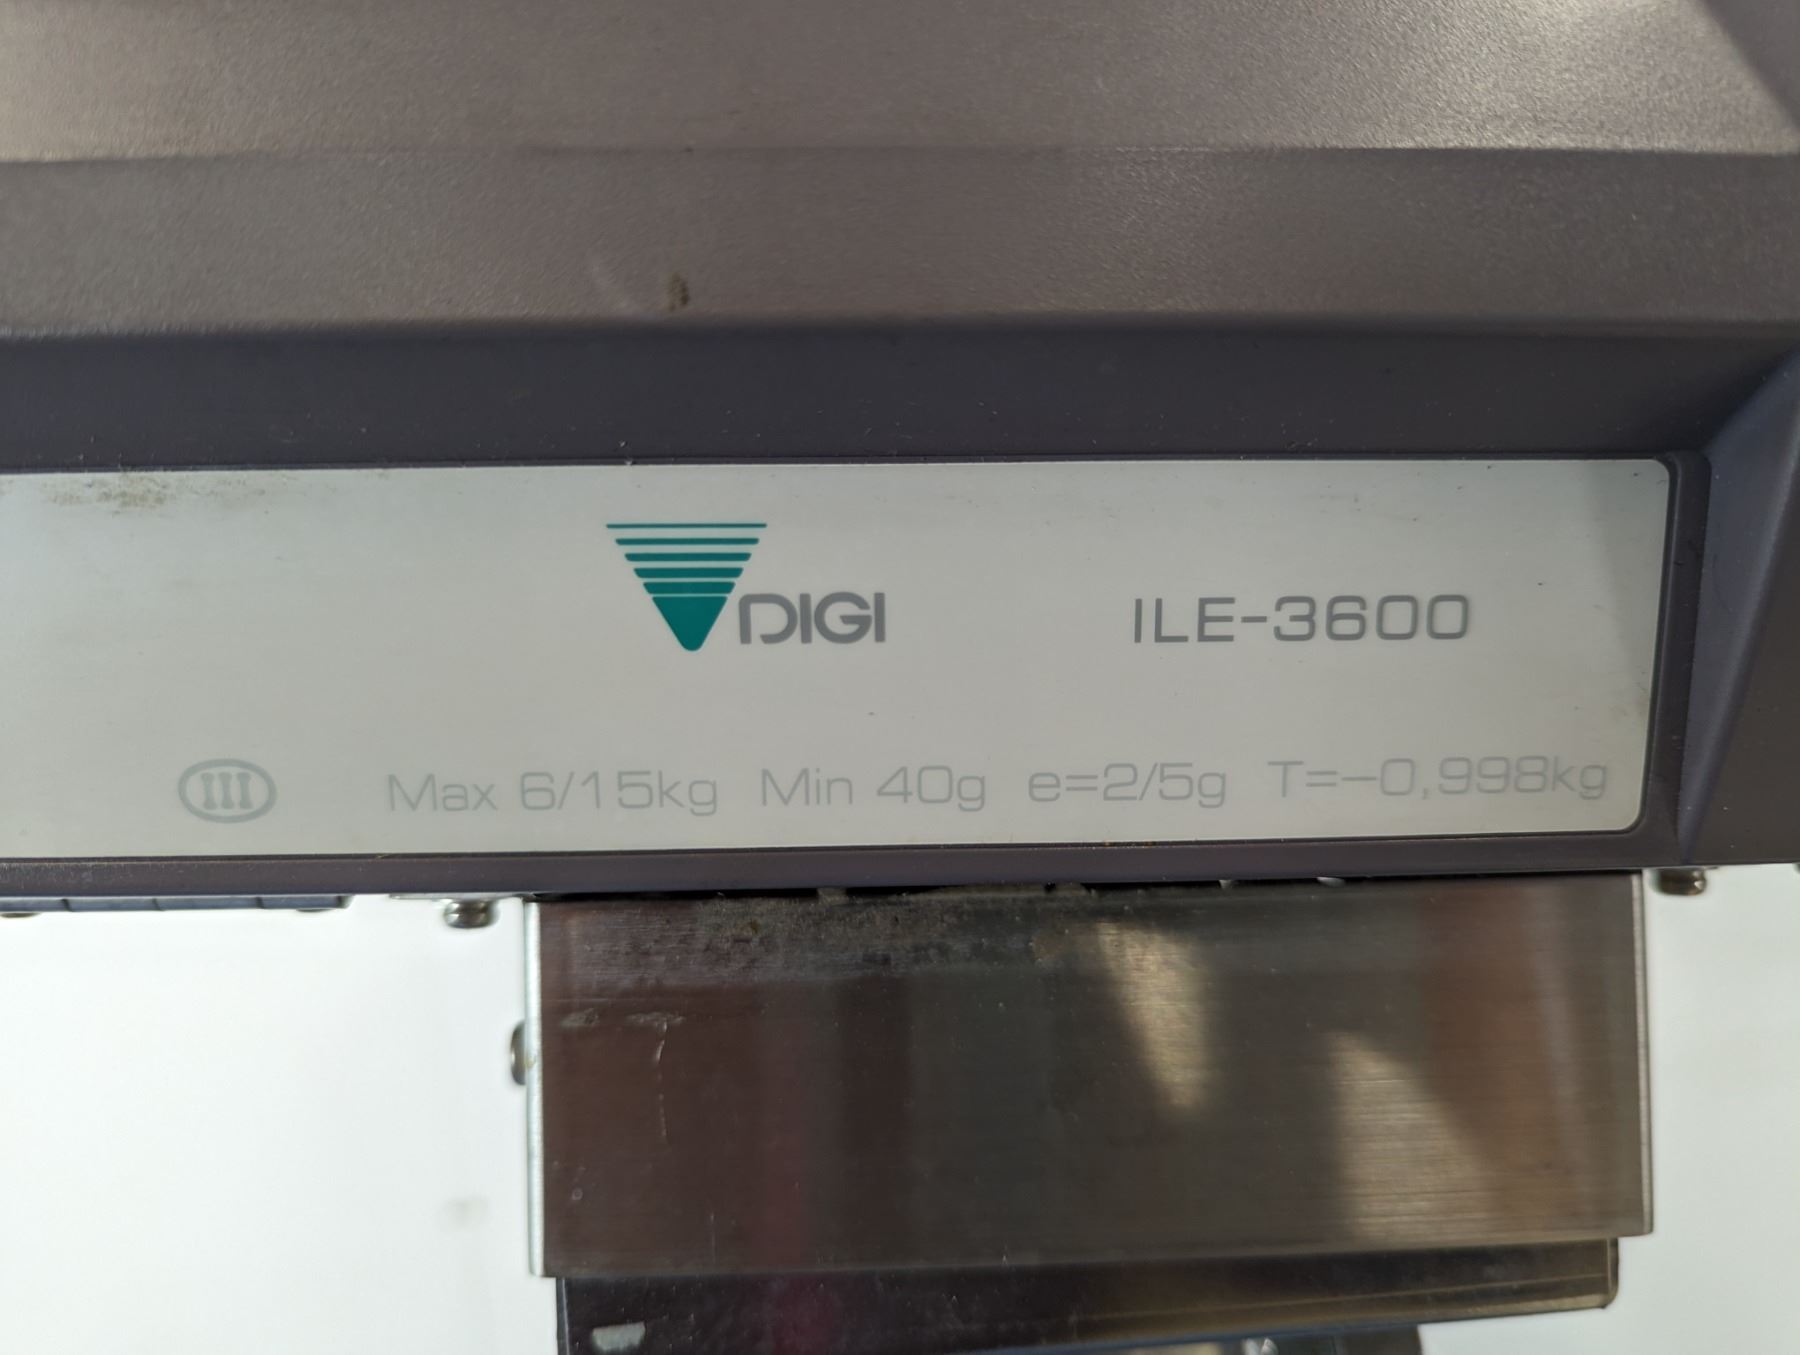 DIGI ILE-3600
III Max 6/15kg Min 40g e=2/5g T=-0,998kg